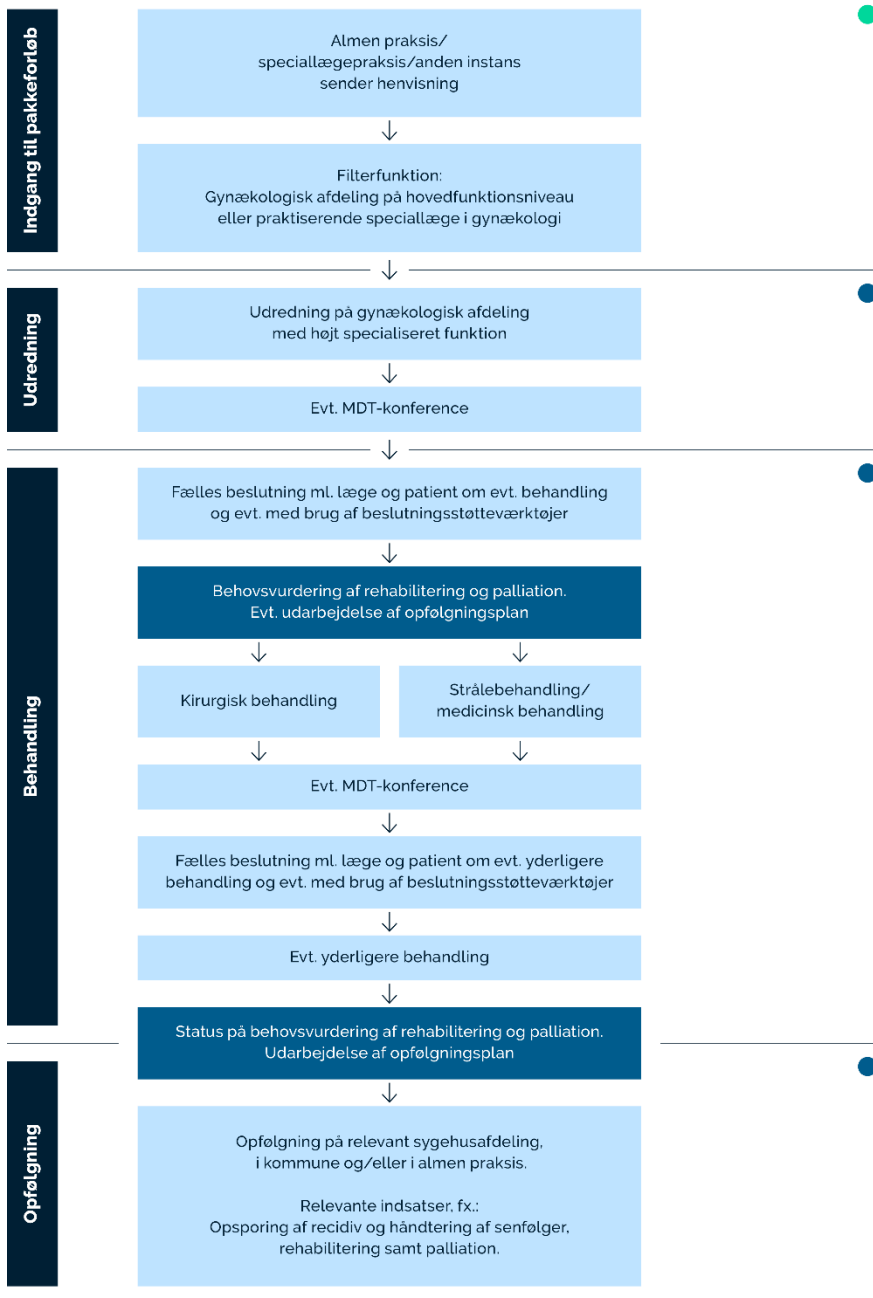 Indgang til pakkeforløb
Almen praksis/
speciallægepraksis/anden instans
sender henvisning
Filterfunktion:
Gynækologisk afdeling på hovedfunktionsniveau
eller praktiserende speciallæge i gynækologi
Udredning
Udredning på gynækologisk afdeling
med højt specialiseret funktion
Evt. MDT-konference
Behandling
Fælles beslutning ml. læge og patient om evt. behandling
og evt. med brug af beslutningsstøtteværktøjer
Behovsvurdering af rehabilitering og palliation.
Evt. udarbejdelse af opfølgningsplan
Kirurgisk behandling
Strålebehandling/
medicinsk behandling
Evt. MDT-konference
Fælles beslutning ml. læge og patient om evt. yderligere
behandling og evt. med brug af beslutningsstøtteværktøjer
Evt. yderligere behandling
Status på behovsvurdering af rehabilitering og palliation.
Udarbejdelse af opfølgningsplan
Opfølgning
Opfølgning på relevant sygehusafdeling,
i kommune og/eller i almen praksis.
Relevante indsatser, fx.:
Opsporing af recidiv og håndtering af senfølger,
rehabilitering samt palliation.